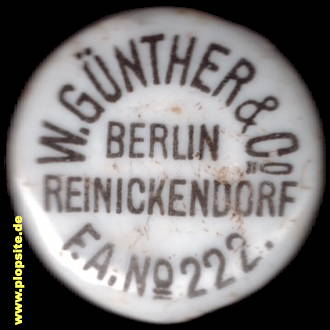 W. GÜNTHER & Co
BERLIN
REINICKENDORF
F.A. No 222.
www.plopsite.de